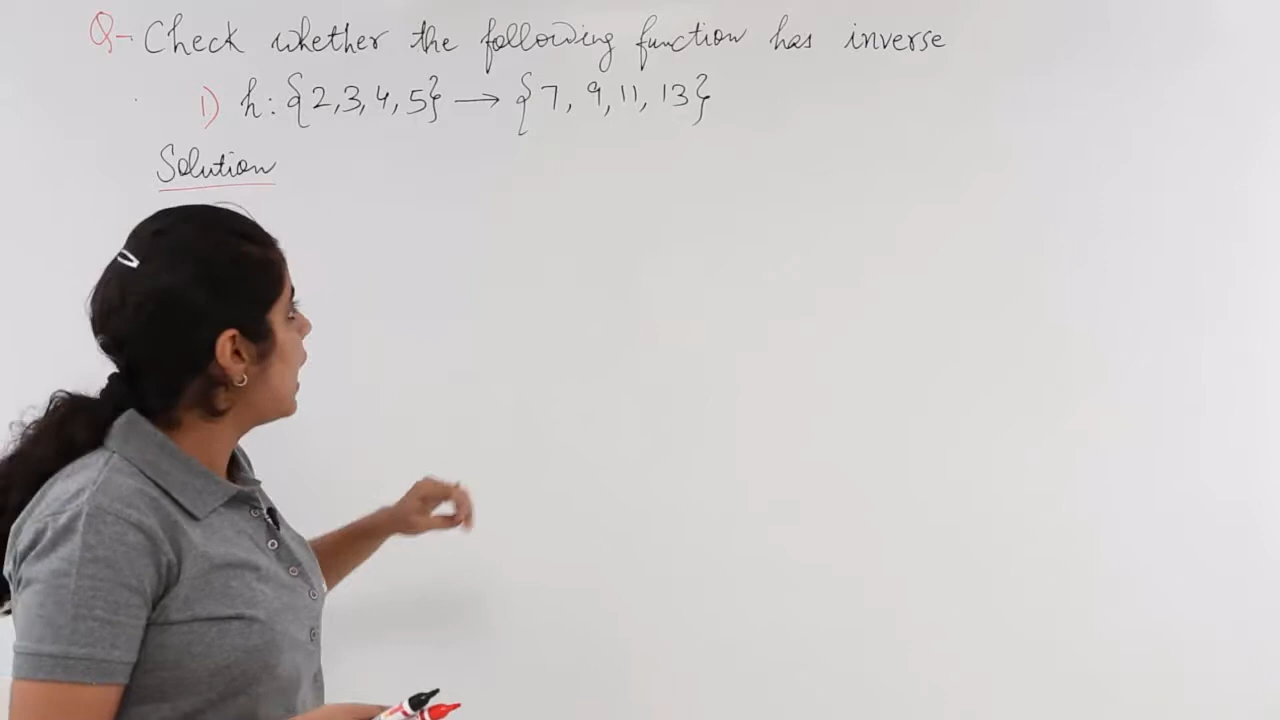 Q- Check whether the following function has inverse
1) h: {2,3,4,5} → {7, 9, 11, 13}
Solution